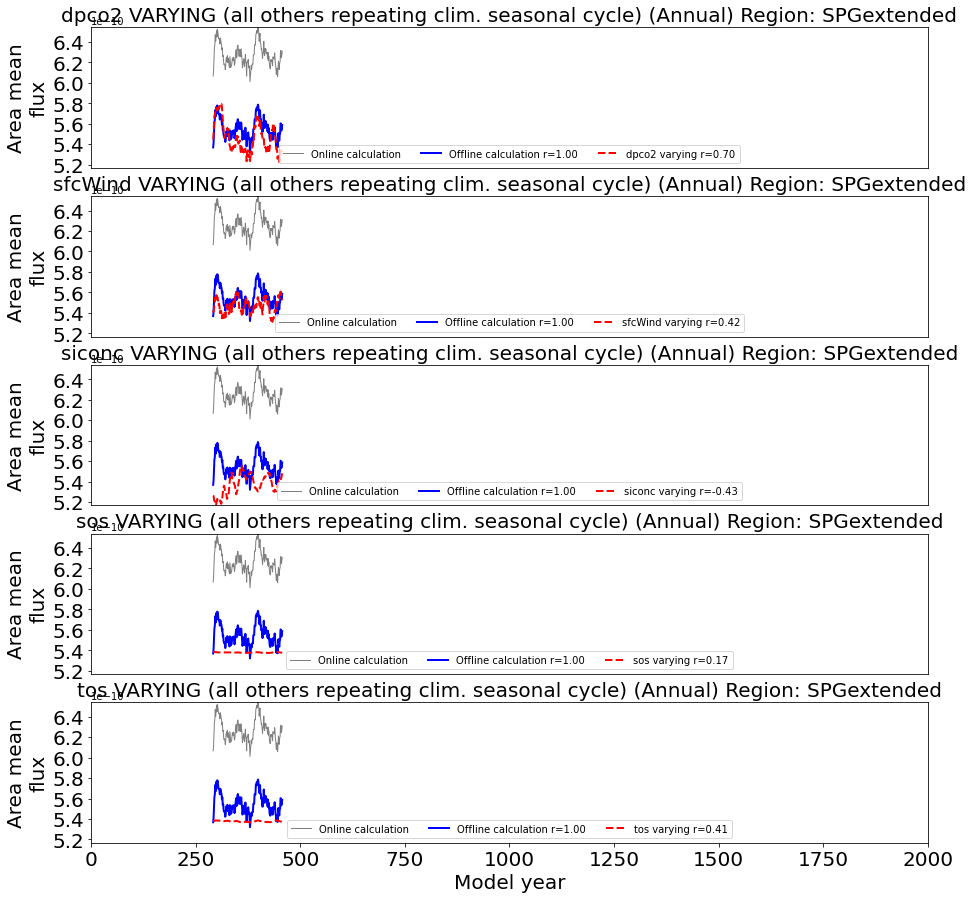 dpco2 VARYING (all others repeating clim. seasonal cycle) (Annual) Region: SPGextended
1e−10
6.4
6.2
6.0
5.8
5.6
5.4
5.2
Area mean
flux
Online calculation
Offline calculation r=1.00
dpco2 varying r=0.70
sfcWind VARYING (all others repeating clim. seasonal cycle) (Annual) Region: SPGextended
1e−10
6.4
6.2
6.0
5.8
5.6
5.4
5.2
Area mean
flux
Online calculation
Offline calculation r=1.00
sfcWind varying r=0.42
siconc VARYING (all others repeating clim. seasonal cycle) (Annual) Region: SPGextended
1e−10
6.4
6.2
6.0
5.8
5.6
5.4
5.2
Area mean
flux
Online calculation
Offline calculation r=1.00
siconc varying r=-0.43
sos VARYING (all others repeating clim. seasonal cycle) (Annual) Region: SPGextended
1e−10
6.4
6.2
6.0
5.8
5.6
5.4
5.2
Area mean
flux
Online calculation
Offline calculation r=1.00
sos varying r=0.17
tos VARYING (all others repeating clim. seasonal cycle) (Annual) Region: SPGextended
1e−10
6.4
6.2
6.0
5.8
5.6
5.4
5.2
Area mean
flux
Online calculation
Offline calculation r=1.00
tos varying r=0.41
0 250 500 750 1000 1250 1500 1750 2000
Model year